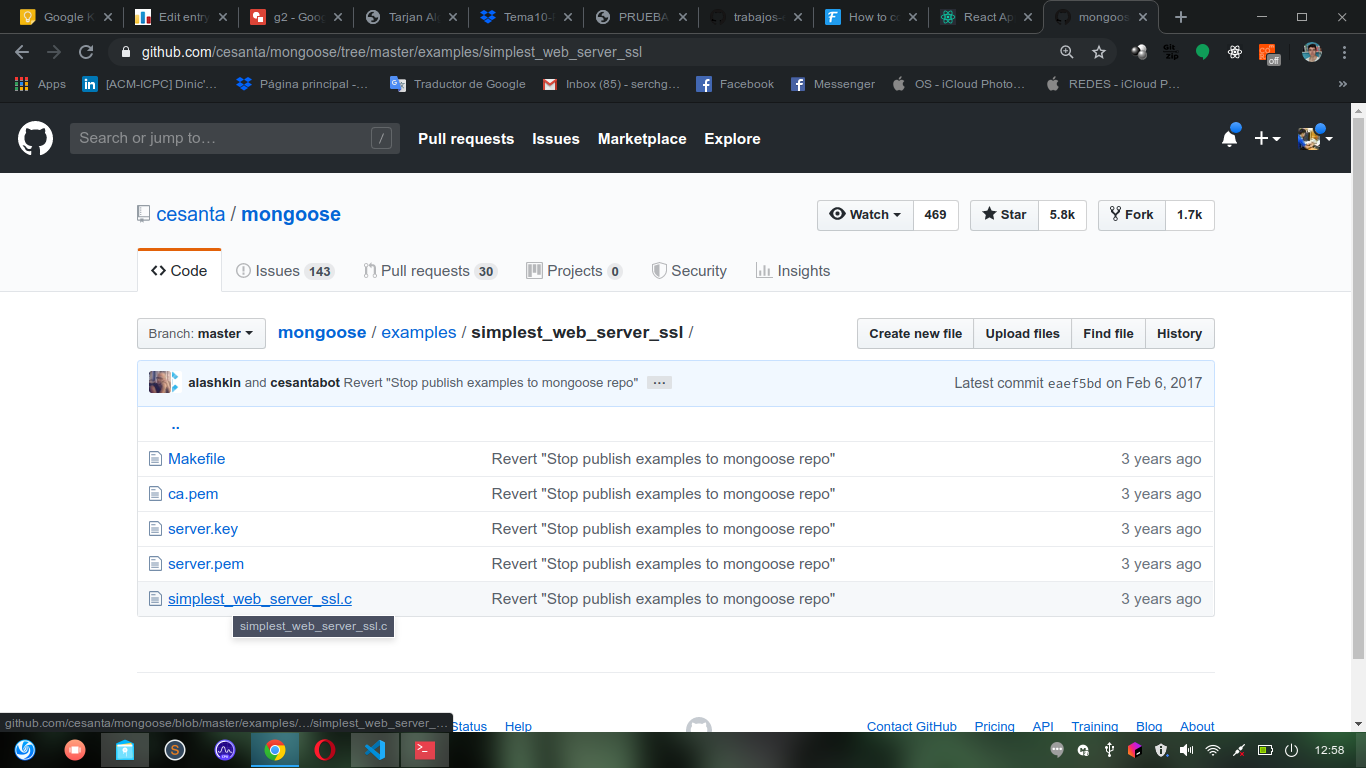 Google K
Edit entry
g2 - Goo
Tarjan Al
Tema10-
PRUEBA
trabajos-
How to co
React Ap
mongoos
github.com/cesanta/mongoose/tree/master/examples/simplest_web_server_ssl
off
Apps
[ACM-ICPC] Dinic'...
Página principal -...
Traductor de Google
Inbox (85) - serchg...
Facebook
Messenger
OS - iCloud Photo...
REDES - iCloud P...
»
Search or jump to...
/
Pull requests
Issues
Marketplace
Explore
cesanta / mongoose
Watch
469
Star
5.8k
Fork
1.7k
Code
Issues 143
Pull requests 30
Projects 0
Security
Insights
Branch: master
mongoose / examples / simplest_web_server_ssl /
Create new file
Upload files
Find file
History
alashkin and cesantabot Revert "Stop publish examples to mongoose repo" ...
Latest commit eaef5bd on Feb 6, 2017
..
Makefile Revert "Stop publish examples to mongoose repo" 3 years ago
ca.pem Revert "Stop publish examples to mongoose repo" 3 years ago
server.key Revert "Stop publish examples to mongoose repo" 3 years ago
server.pem Revert "Stop publish examples to mongoose repo" 3 years ago
simplest_web_server_ssl.c Revert "Stop publish examples to mongoose repo" 3 years ago
simplest_web_server_ssl.c
github.com/cesanta/mongoose/blob/master/examples/.../simplest_web_server_...
Status
Help
Contact GitHub
Pricing
API
Training
Blog
About
12:58